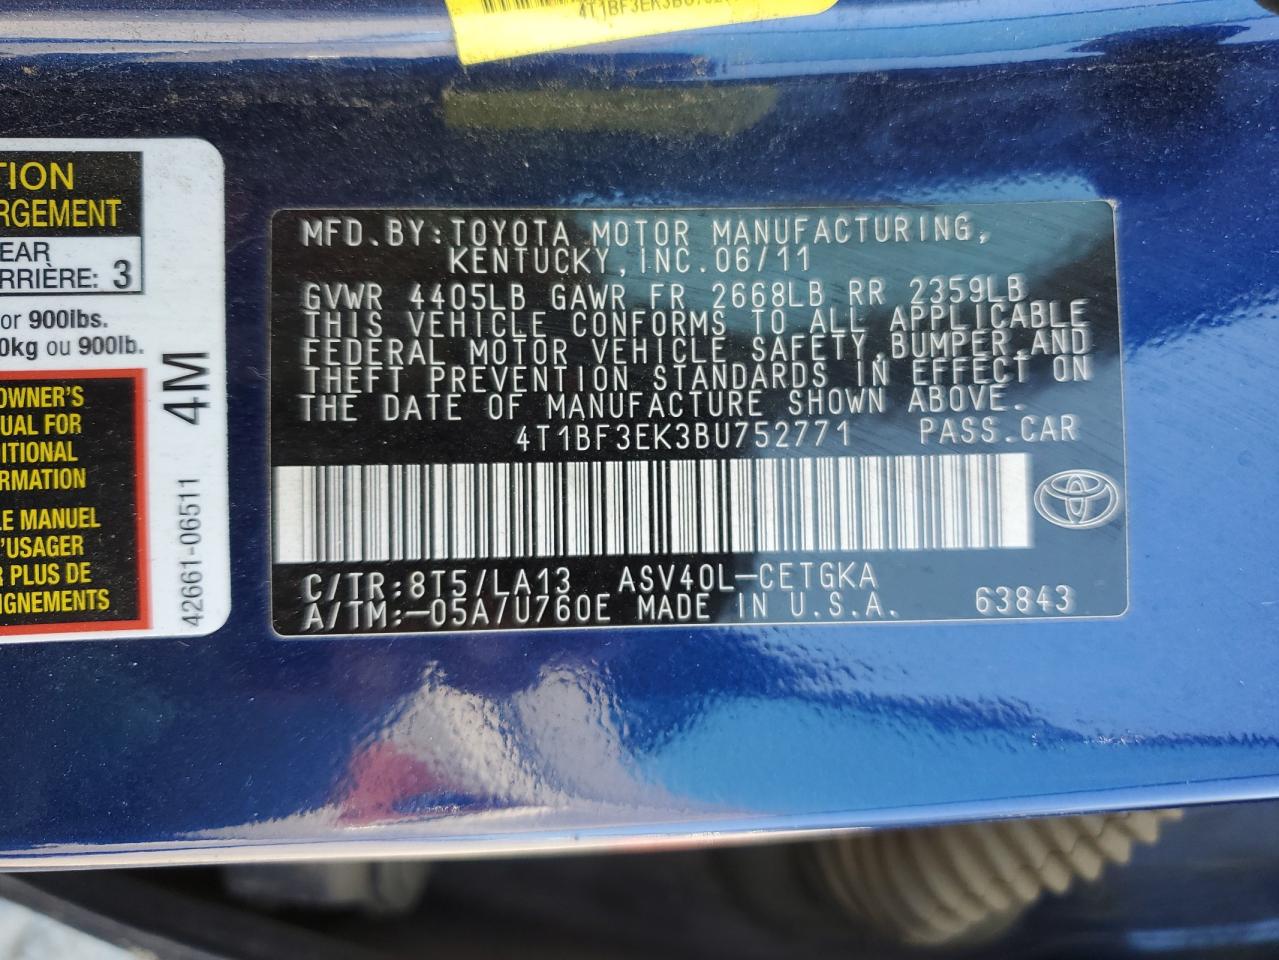 TION
RGEMENT
EAR
RRIÈRE: 3
or 900lbs.
0kg ou 900lb.
OWNER'S
UAL FOR
ITIONAL
RMATION
E MANUEL
'USAGER
R PLUS DE
IGNEMENTS
4M
42661-06511
MFD.BY:TOYOTA MOTOR MANUFACTURING,
KENTUCKY,INC.06/11
GVWR 4405LB GAWR FR 2668LB RR 2359LB
THIS VEHICLE CONFORMS TO ALL APPLICABLE
FEDERAL MOTOR VEHICLE SAFETY,BUMPER,AND
THEFT PREVENTION STANDARDS IN EFFECT ON
THE DATE OF MANUFACTURE SHOWN ABOVE.
4T1BF3EK3BU752771 PASS.CAR
C/TR:8T5/LA13 ASV40L-CETGKA
A/TM:-05A/U760E MADE IN U.S.A. 63843